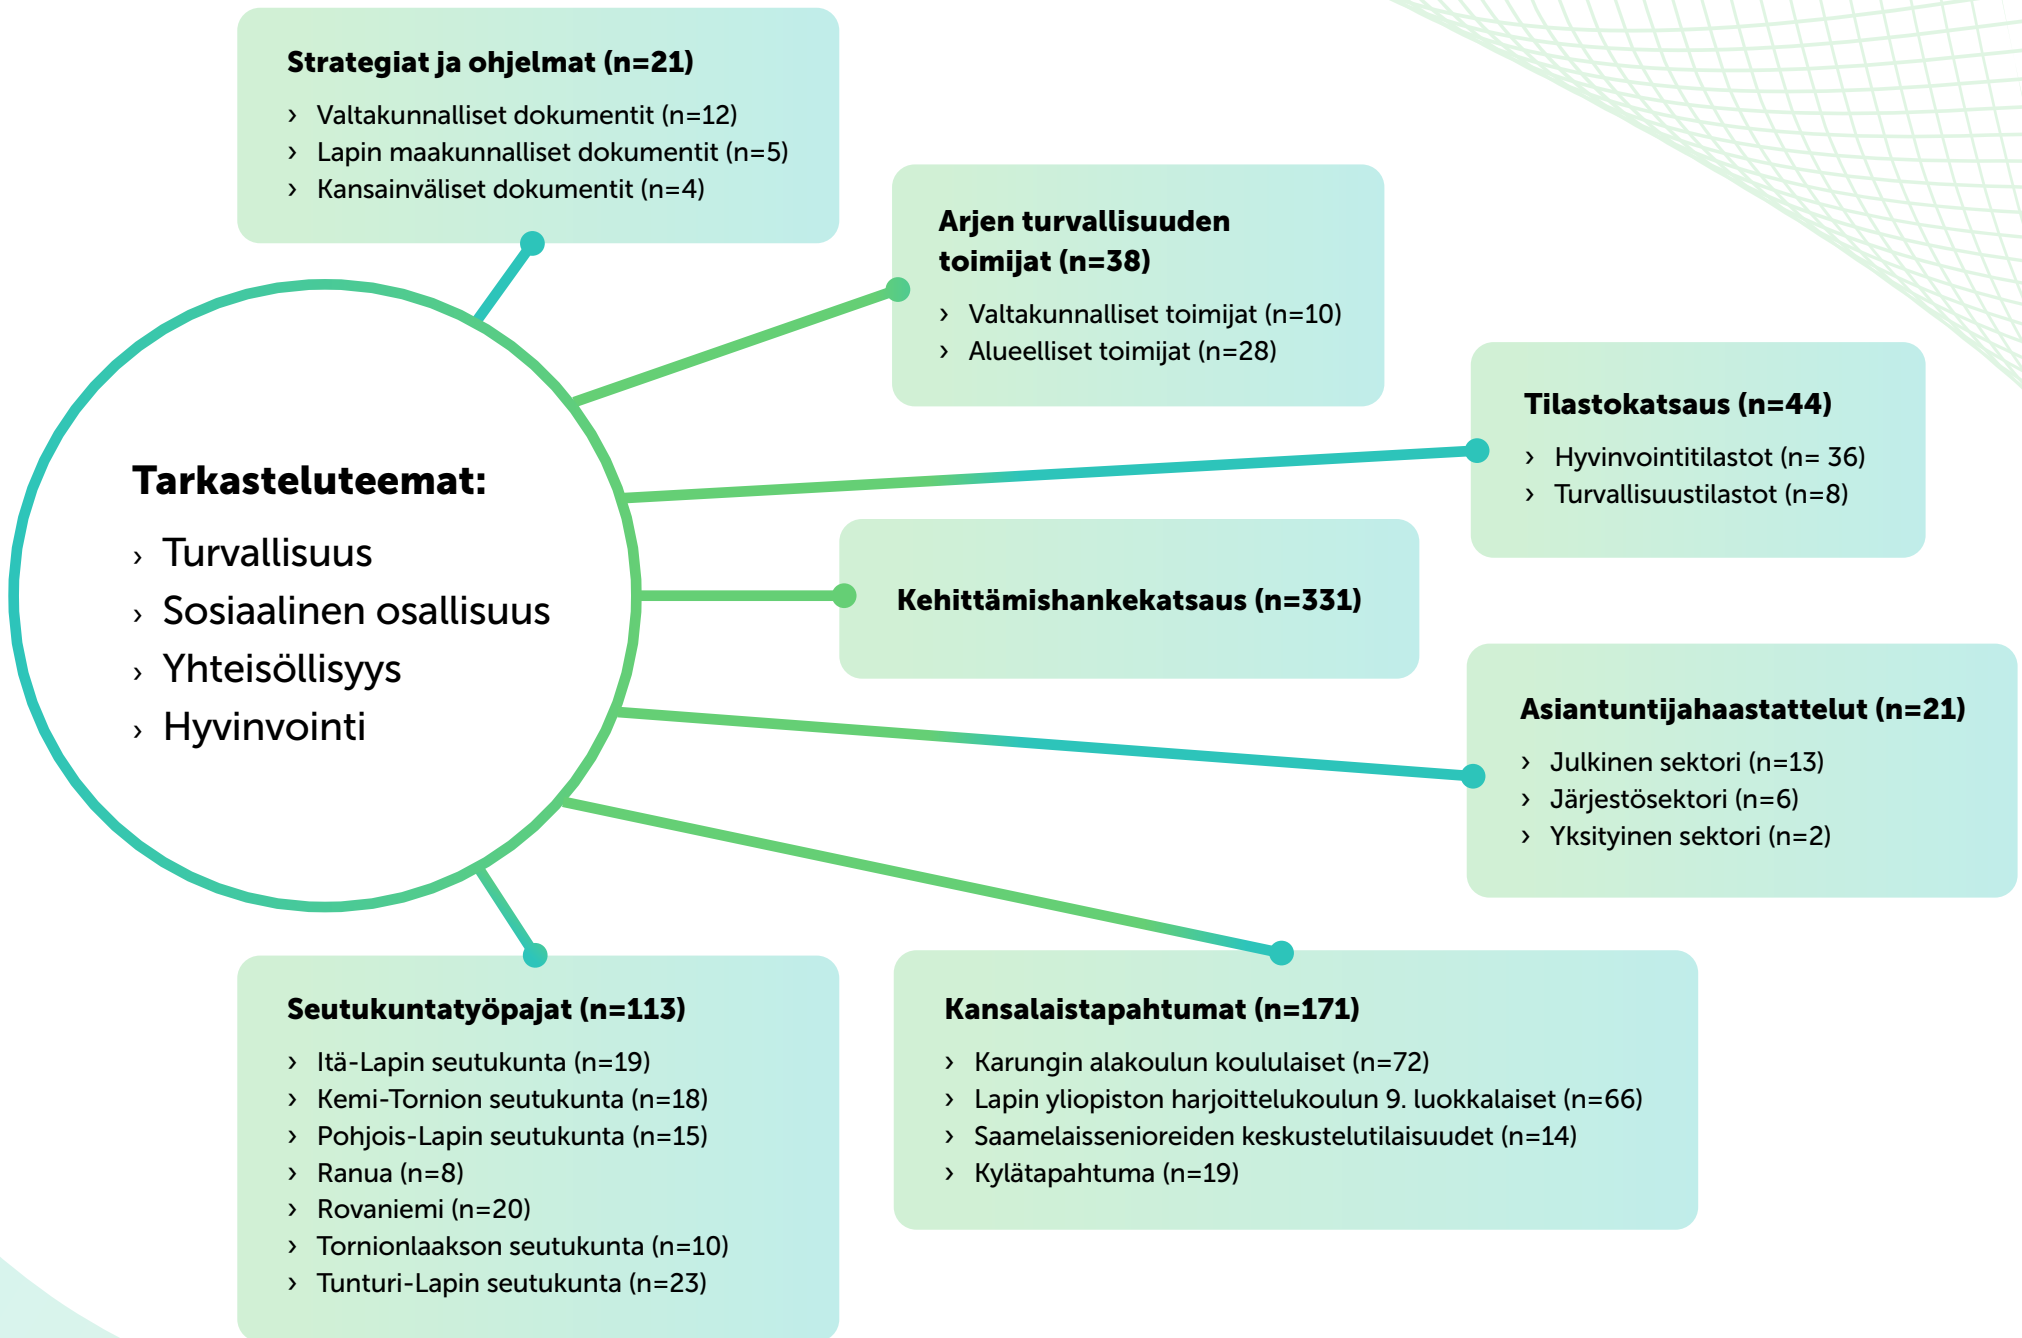 Strategiat ja ohjelmat (n=21)
› Valtakunnalliset dokumentit (n=12)
› Lapin maakunnalliset dokumentit (n=5)
› Kansainväliset dokumentit (n=4)
Arjen turvallisuuden
toimijat (n=38)
› Valtakunnalliset toimijat (n=10)
› Alueelliset toimijat (n=28)
Tilastokatsaus (n=44)
› Hyvinvointitilastot (n= 36)
› Turvallisuustilastot (n=8)
Tarkasteluteemat:
› Turvallisuus
› Sosiaalinen osallisuus
› Yhteisöllisyys
› Hyvinvointi
Kehittämishankekatsaus (n=331)
Asiantuntijahaastattelut (n=21)
› Julkinen sektori (n=13)
› Järjestösektori (n=6)
› Yksityinen sektori (n=2)
Seutukuntatyöpajat (n=113)
› Itä-Lapin seutukunta (n=19)
› Kemi-Tornion seutukunta (n=18)
› Pohjois-Lapin seutukunta (n=15)
› Ranua (n=8)
› Rovaniemi (n=20)
› Tornionlaakson seutukunta (n=10)
› Tunturi-Lapin seutukunta (n=23)
Kansalaistapahtumat (n=171)
› Karungin alakoulun koululaiset (n=72)
› Lapin yliopiston harjoittelukoulun 9. luokkalaiset (n=66)
› Saamelaissenioreiden keskustelutilaisuudet (n=14)
› Kylätapahtuma (n=19)